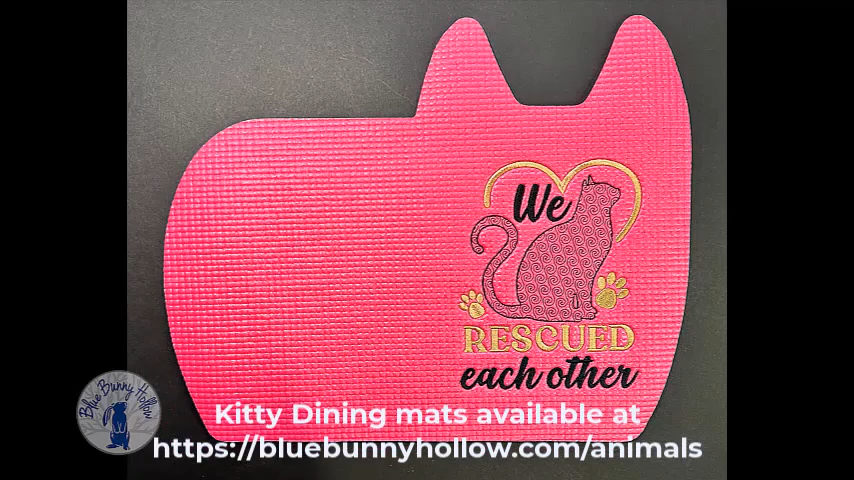 We
RESCUED
each other
Blue Bunny Hollow
Kitty Dining mats available at
https://bluebunnyhollow.com/animals